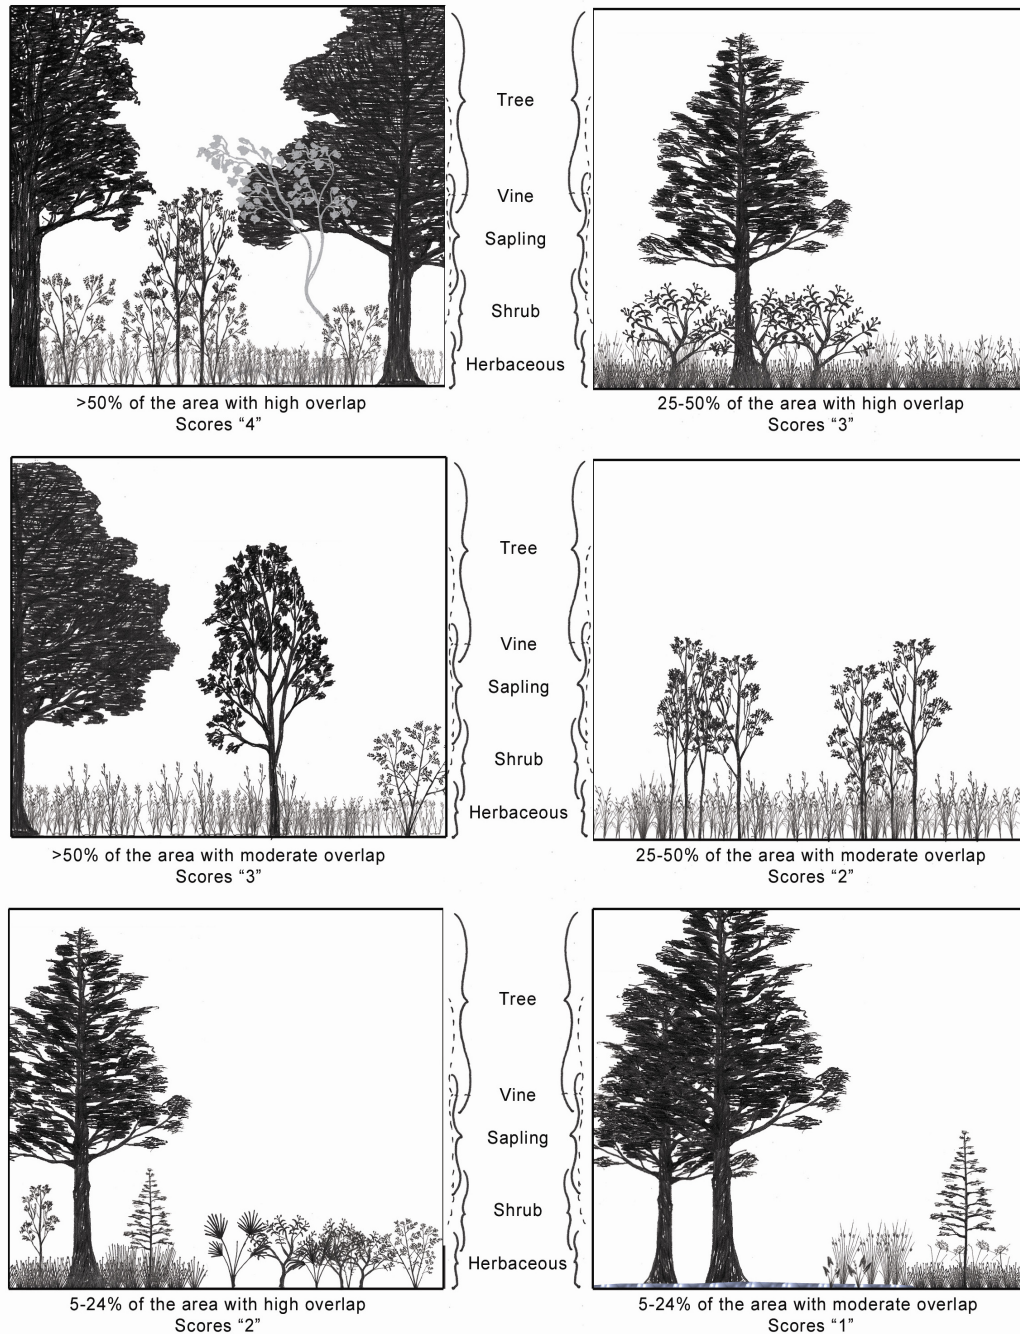 Tree
Vine
Sapling
Shrub
Herbaceous
>50% of the area with high overlap
Scores “4”
25-50% of the area with high overlap
Scores “3”
Tree
Vine
Sapling
Shrub
Herbaceous
>50% of the area with moderate overlap
Scores “3”
25-50% of the area with moderate overlap
Scores “2”
Tree
Vine
Sapling
Shrub
Herbaceous
5-24% of the area with high overlap
Scores “2”
5-24% of the area with moderate overlap
Scores “1”